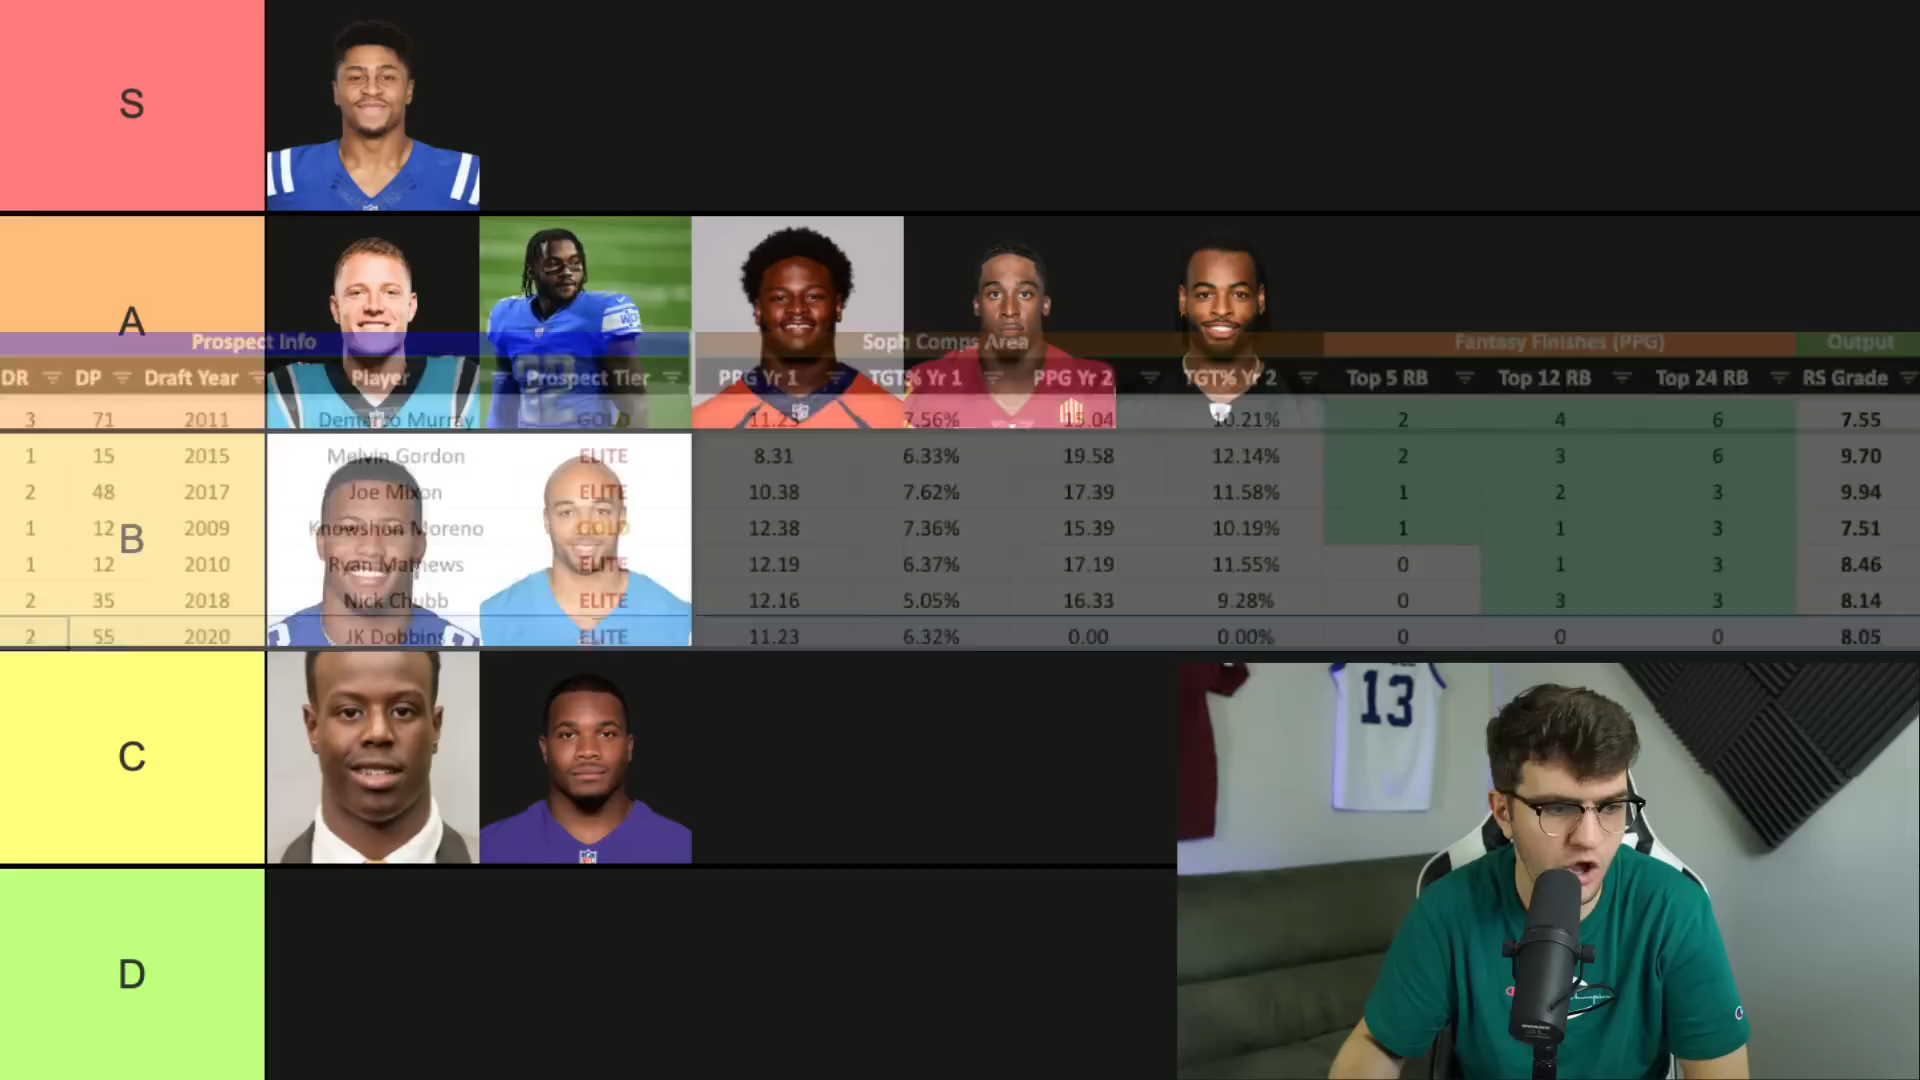 S
A
Prospect Info Soph Comps Area Fantasy Finishes (PPG) Output
DR DP Draft Year Player Prospect Tier PPG Yr 1 TGT% Yr 1 PPG Yr 2 TGT% Yr 2 Top 5 RB Top 12 RB Top 24 RB RS Grade
3 71 2011 Demarco Murray GOLD 11.29 7.56% 15.04 10.21% 2 4 6 7.55
1 15 2015 Melvin Gordon ELITE 8.31 6.33% 19.58 12.14% 2 3 6 9.70
2 48 2017 Joe Mixon ELITE 10.38 7.62% 17.39 11.58% 1 2 3 9.94
1 12 2009 Knowshon Moreno GOLD 12.38 7.36% 15.39 10.19% 1 1 3 7.51
B
1 12 2010 Ryan Mathews ELITE 12.19 6.37% 17.19 11.55% 0 1 3 8.46
2 35 2018 Nick Chubb ELITE 12.16 5.05% 16.33 9.28% 0 3 3 8.14
2 55 2020 JK Dobbins ELITE 11.23 6.32% 0.00 0.00% 0 0 0 8.05
C
13
D